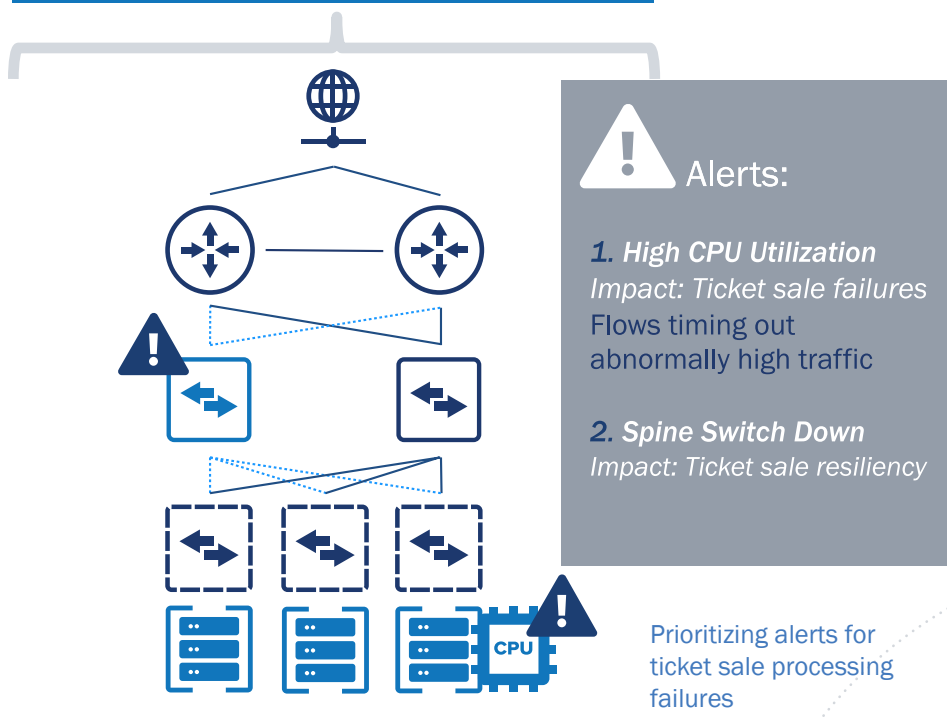 Alerts:
1. High CPU Utilization
Impact: Ticket sale failures
Flows timing out
abnormally high traffic
2. Spine Switch Down
Impact: Ticket sale resiliency
CPU
Prioritizing alerts for
ticket sale processing
failures